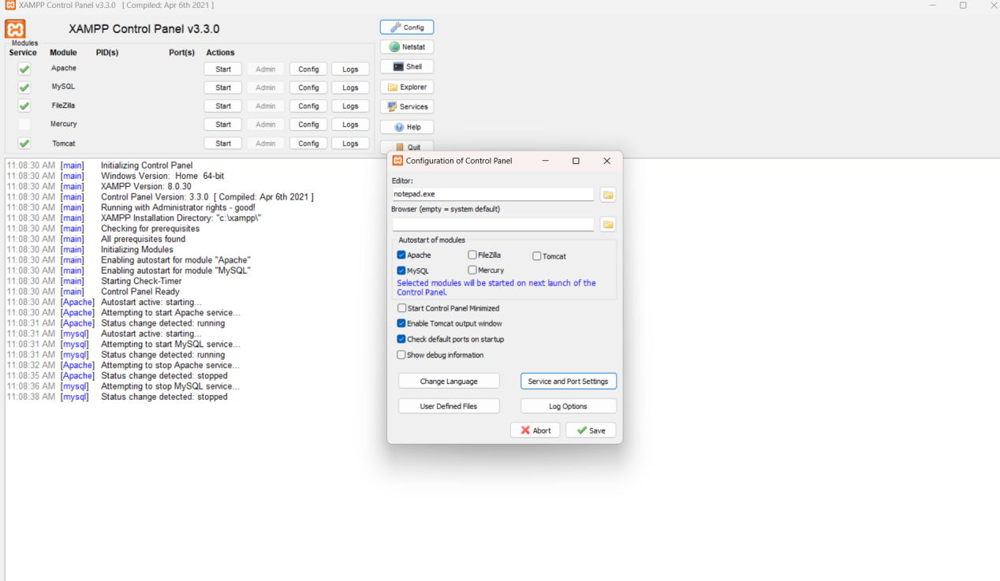 XAMPP Control Panel v3.3.0 [ Compiled: Apr 6th 2021 ]
XAMPP Control Panel v3.3.0
Config
Netstat
Shell
Explorer
Services
Help
Quit
Modules
Service Module PID(s) Port(s) Actions
Apache Start Admin Config Logs
MySQL Start Admin Config Logs
FileZilla Start Admin Config Logs
Mercury Start Admin Config Logs
Tomcat Start Admin Config Logs
11:08:30 AM [main] Initializing Control Panel
11:08:30 AM [main] Windows Version: Home 64-bit
11:08:30 AM [main] XAMPP Version: 8.0.30
11:08:30 AM [main] Control Panel Version: 3.3.0 [ Compiled: Apr 6th 2021 ]
11:08:30 AM [main] Running with Administrator rights - good!
11:08:30 AM [main] XAMPP Installation Directory: "c:\xampp\"
11:08:30 AM [main] Checking for prerequisites
11:08:30 AM [main] All prerequisites found
11:08:30 AM [main] Initializing Modules
11:08:30 AM [main] Enabling autostart for module "Apache"
11:08:30 AM [main] Enabling autostart for module "MySQL"
11:08:30 AM [main] Starting Check-Timer
11:08:30 AM [main] Control Panel Ready
11:08:30 AM [Apache] Autostart active: starting...
11:08:30 AM [Apache] Attempting to start Apache service...
11:08:31 AM [Apache] Status change detected: running
11:08:31 AM [mysql] Autostart active: starting...
11:08:31 AM [mysql] Attempting to start MySQL service...
11:08:31 AM [mysql] Status change detected: running
11:08:32 AM [Apache] Attempting to stop Apache service...
11:08:35 AM [Apache] Status change detected: stopped
11:08:36 AM [mysql] Attempting to stop MySQL service...
11:08:38 AM [mysql] Status change detected: stopped
Configuration of Control Panel
Editor:
notepad.exe
Browser (empty = system default)
Autostart of modules
Apache FileZilla Tomcat
MySQL Mercury
Selected modules will be started on next launch of the
Control Panel.
Start Control Panel Minimized
Enable Tomcat output window
Check default ports on startup
Show debug information
Change Language Service and Port Settings
User Defined Files Log Options
Abort Save